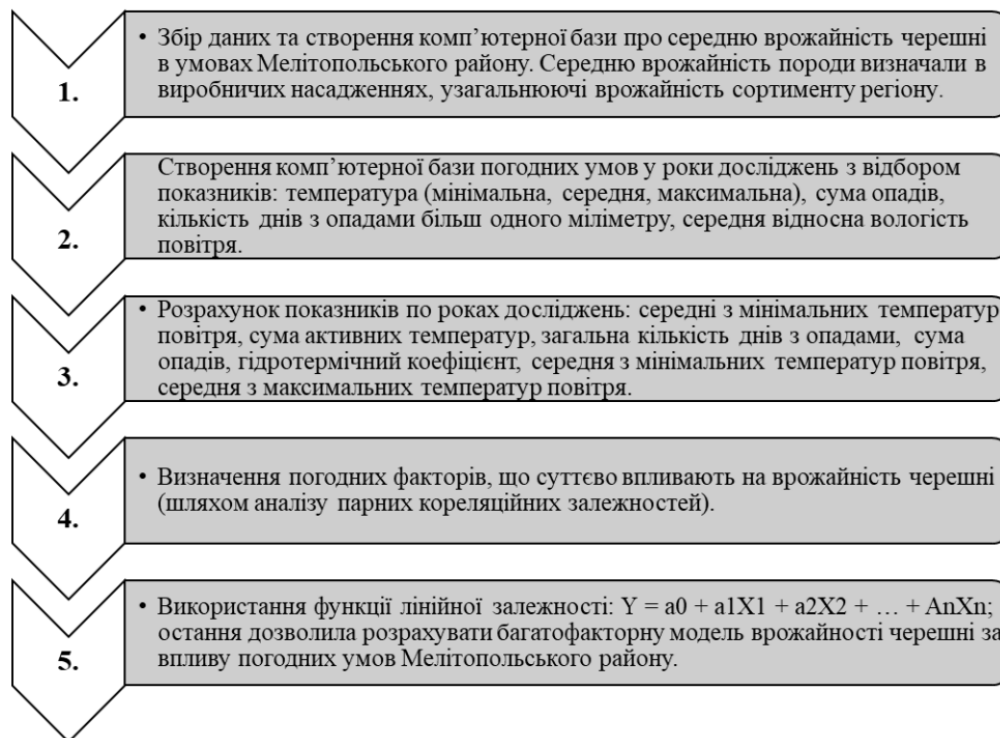 1.
• Збір даних та створення комп’ютерної бази про середню врожайність черешні
в умовах Мелітопольського району. Середню врожайність породи визначали в
виробничих насадженнях, узагальнюючі врожайність сортименту регіону.
2.
Створення комп’ютерної бази погодних умов у роки досліджень з відбором
показників: температура (мінімальна, середня, максимальна), сума опадів,
кількість днів з опадами більш одного міліметру, середня відносна вологість
повітря.
3.
• Розрахунок показників по роках досліджень: середні з мінімальних температур
повітря, сума активних температур, загальна кількість днів з опадами, сума
опадів, гідротермічний коефіцієнт, середня з мінімальних температур повітря,
середня з максимальних температур повітря.
4.
• Визначення погодних факторів, що суттєво впливають на врожайність черешні
(шляхом аналізу парних кореляційних залежностей).
5.
• Використання функції лінійної залежності: Y = a0 + a1X1 + a2X2 + … + AnXn;
остання дозволила розрахувати багатофакторну модель врожайності черешні за
впливу погодних умов Мелітопольського району.